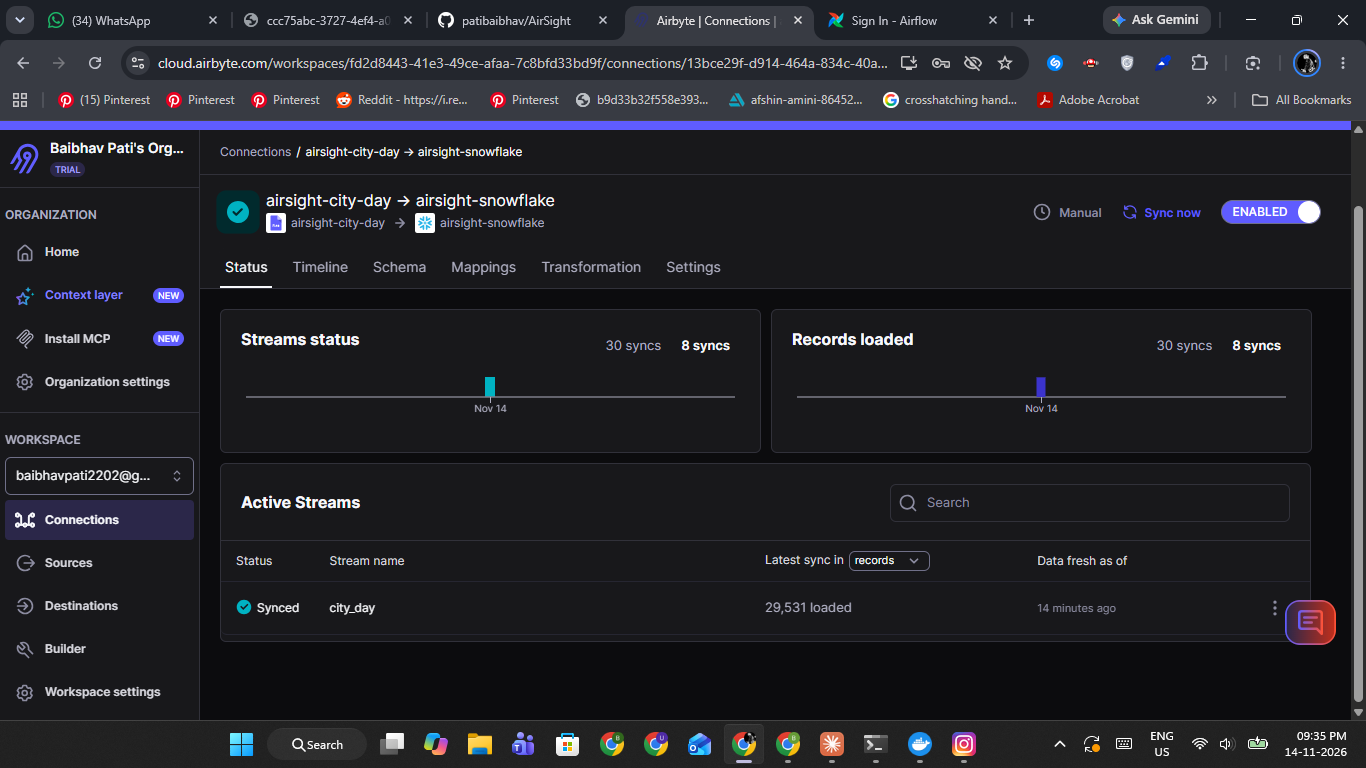 (34) WhatsApp
ccc75abc-3727-4ef4-a0
patibaibhav/AirSight
Airbyte | Connections |
Sign In - Airflow
Ask Gemini
cloud.airbyte.com/workspaces/fd2d8443-41e3-49ce-afaa-7c8bfd33bd9f/connections/13bce29f-d914-464a-834c-40a...
(15) Pinterest
Pinterest
Pinterest
Reddit - https://i.re...
Pinterest
b9d33b32f558e393...
afshin-amini-86452...
crosshatching hand...
Adobe Acrobat
»
All Bookmarks
Baibhav Pati's Org...
TRIAL
ORGANIZATION
Home
Context layer NEW
Install MCP NEW
Organization settings
WORKSPACE
baibhavpati2202@g...
Connections
Sources
Destinations
Builder
Workspace settings
Connections / airsight-city-day → airsight-snowflake
airsight-city-day → airsight-snowflake
airsight-city-day → airsight-snowflake
Manual
Sync now
ENABLED
Status Timeline Schema Mappings Transformation Settings
Streams status
30 syncs 8 syncs
Nov 14
Records loaded
30 syncs 8 syncs
Nov 14
Active Streams
Search
Status Stream name Latest sync in records Data fresh as of
Synced city_day 29,531 loaded 14 minutes ago
Search
ENG
US
09:35 PM
14-11-2026